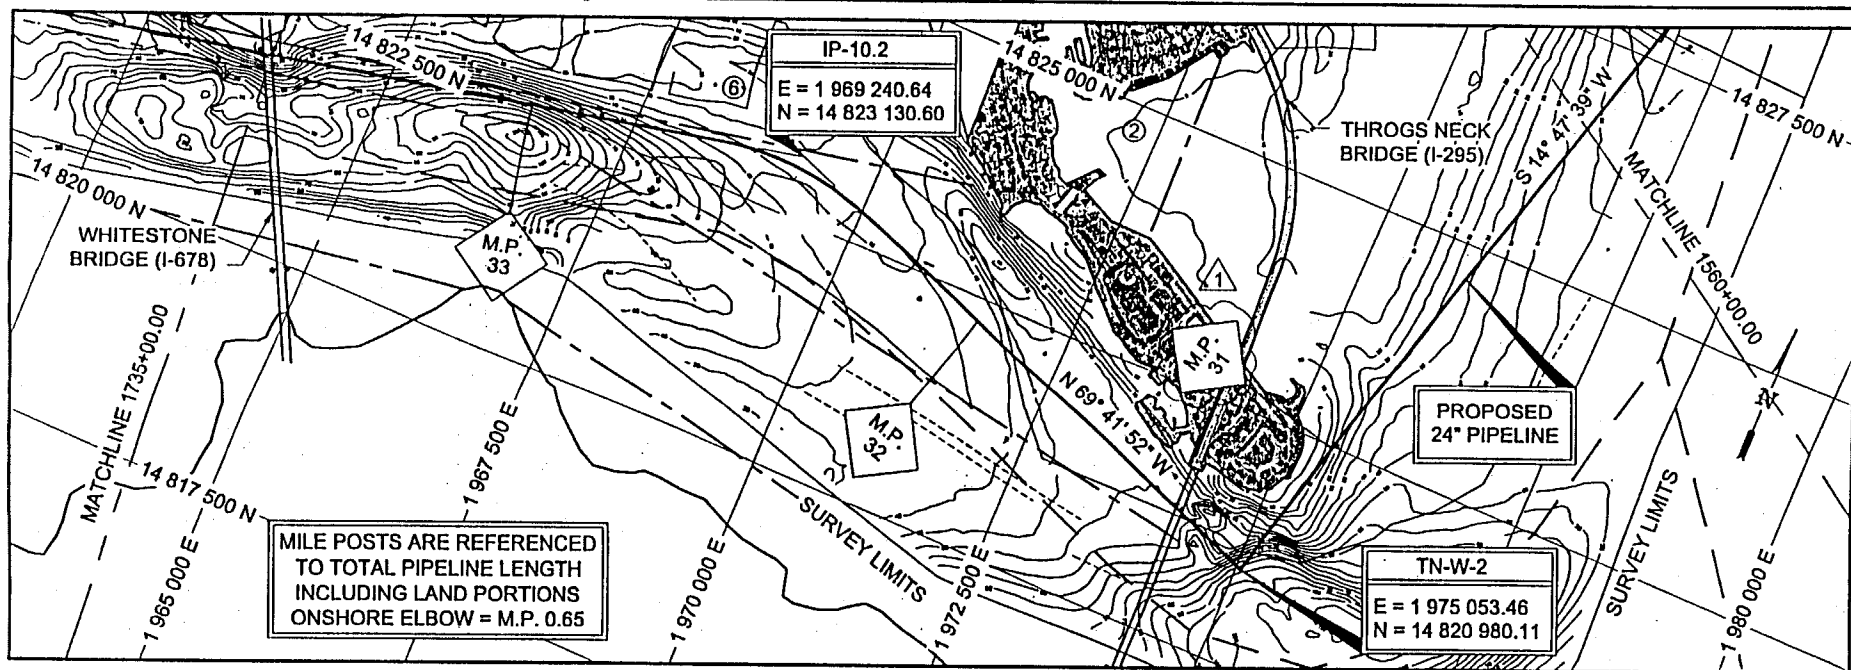 14 822 500 N
IP-10.2
E = 1 969 240.64
N = 14 823 130.60
14 825 000 N
6
2
THROGS NECK
BRIDGE (I-295)
S 14° 47' 39" W
14 827 500 N
MATCHLINE 1560+00.00
14 820 000 N
WHITESTONE
BRIDGE (I-678)
M.P.
33
1
M.P.
31
N 69° 41' 52" W
M.P.
32
PROPOSED
24" PIPELINE
N
MATCHLINE 1735+00.00
14 817 500 N
1 967 500 E
SURVEY LIMITS
SURVEY LIMITS
MILE POSTS ARE REFERENCED
TO TOTAL PIPELINE LENGTH
INCLUDING LAND PORTIONS
ONSHORE ELBOW = M.P. 0.65
TN-W-2
E = 1 975 053.46
N = 14 820 980.11
1 965 000 E
1 970 000 E
1 972 500 E
1 980 000 E